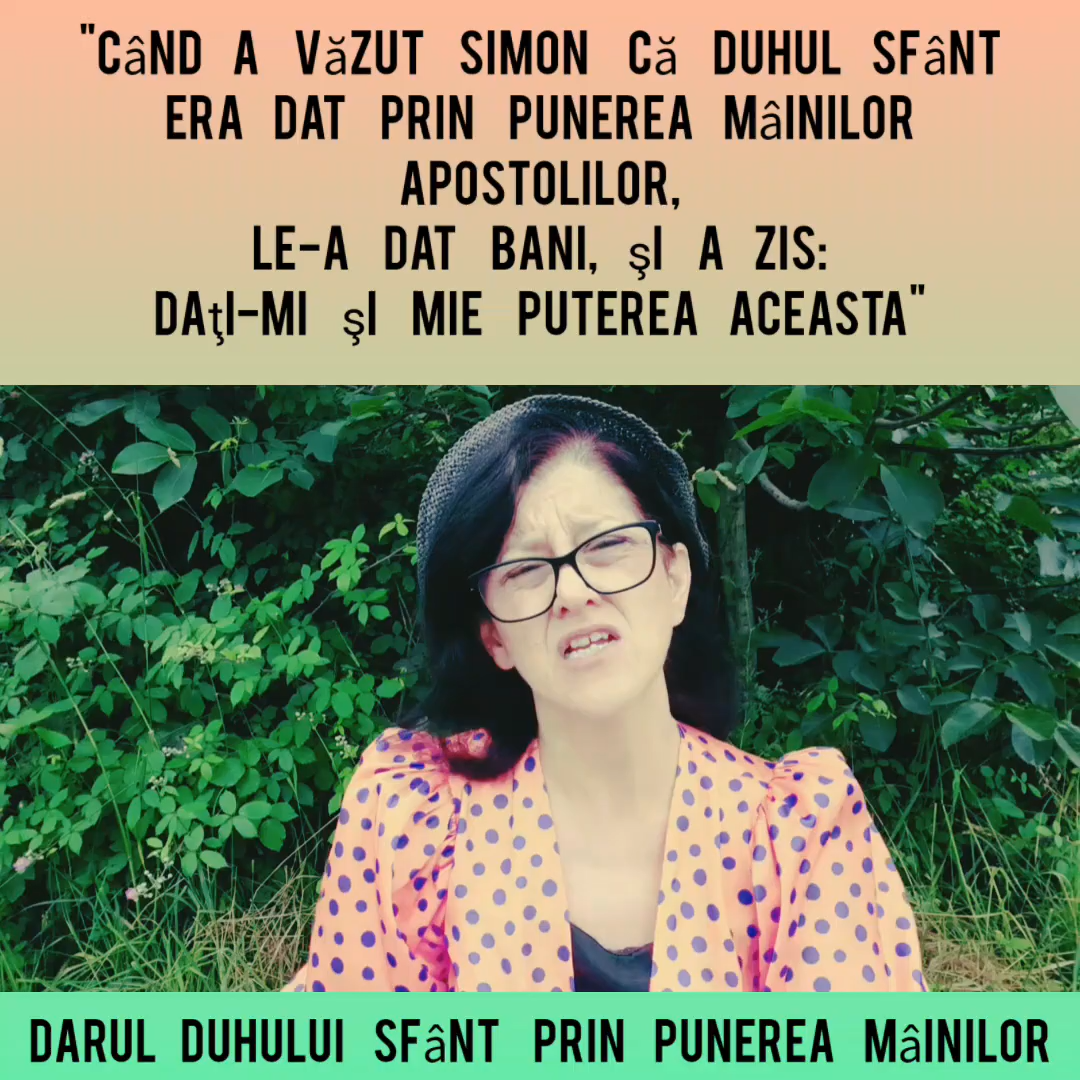 "CâND A VăZUT SIMON Că DUHUL SFâNT
ERA DAT PRIN PUNEREA MâINILOR
APOSTOLILOR,
LE-A DAT BANI, şI A ZIS:
DAţI-MI şI MIE PUTEREA ACEASTA"
DARUL DUHULUI SFâNT PRIN PUNEREA MâINILOR